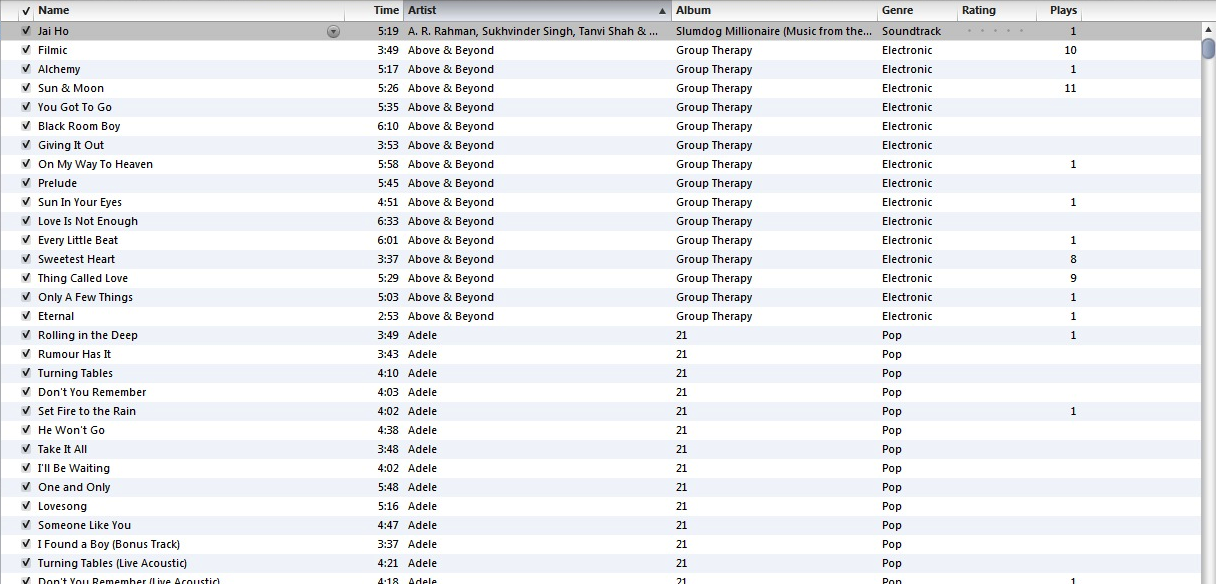 Name Time Artist Album Genre Rating Plays
Jai Ho 5:19 A. R. Rahman, Sukhvinder Singh, Tanvi Shah & ... Slumdog Millionaire (Music from the... Soundtrack 1
Filmic 3:49 Above & Beyond Group Therapy Electronic 10
Alchemy 5:17 Above & Beyond Group Therapy Electronic 1
Sun & Moon 5:26 Above & Beyond Group Therapy Electronic 11
You Got To Go 5:35 Above & Beyond Group Therapy Electronic
Black Room Boy 6:10 Above & Beyond Group Therapy Electronic
Giving It Out 3:53 Above & Beyond Group Therapy Electronic
On My Way To Heaven 5:58 Above & Beyond Group Therapy Electronic 1
Prelude 5:45 Above & Beyond Group Therapy Electronic
Sun In Your Eyes 4:51 Above & Beyond Group Therapy Electronic 1
Love Is Not Enough 6:33 Above & Beyond Group Therapy Electronic
Every Little Beat 6:01 Above & Beyond Group Therapy Electronic 1
Sweetest Heart 3:37 Above & Beyond Group Therapy Electronic 8
Thing Called Love 5:29 Above & Beyond Group Therapy Electronic 9
Only A Few Things 5:03 Above & Beyond Group Therapy Electronic 1
Eternal 2:53 Above & Beyond Group Therapy Electronic 1
Rolling in the Deep 3:49 Adele 21 Pop 1
Rumour Has It 3:43 Adele 21 Pop
Turning Tables 4:10 Adele 21 Pop
Don't You Remember 4:03 Adele 21 Pop
Set Fire to the Rain 4:02 Adele 21 Pop 1
He Won't Go 4:38 Adele 21 Pop
Take It All 3:48 Adele 21 Pop
I'll Be Waiting 4:02 Adele 21 Pop
One and Only 5:48 Adele 21 Pop
Lovesong 5:16 Adele 21 Pop
Someone Like You 4:47 Adele 21 Pop
I Found a Boy (Bonus Track) 3:37 Adele 21 Pop
Turning Tables (Live Acoustic) 4:21 Adele 21 Pop
Don't You Remember (Live Acoustic) 4:18 Adele 21 Pop 1